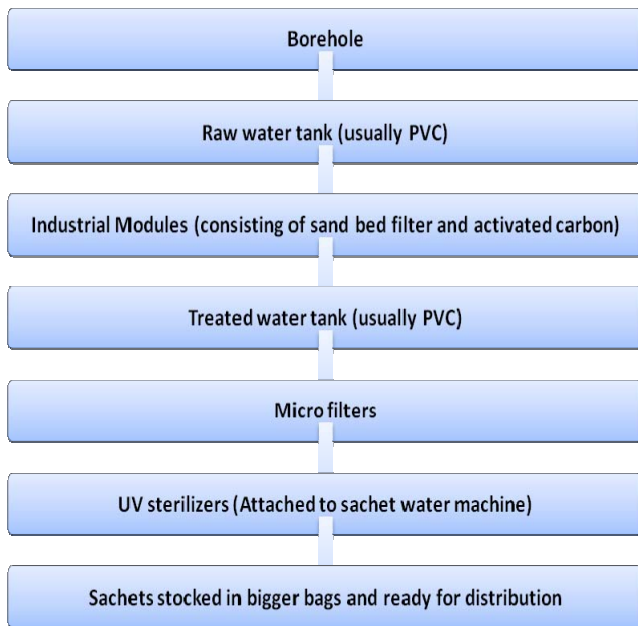 Borehole
Raw water tank (usually PVC)
Industrial Modules (consisting of sand bed filter and activated carbon)
Treated water tank (usually PVC)
Micro filters
UV sterilizers (Attached to sachet water machine)
Sachets stocked in bigger bags and ready for distribution